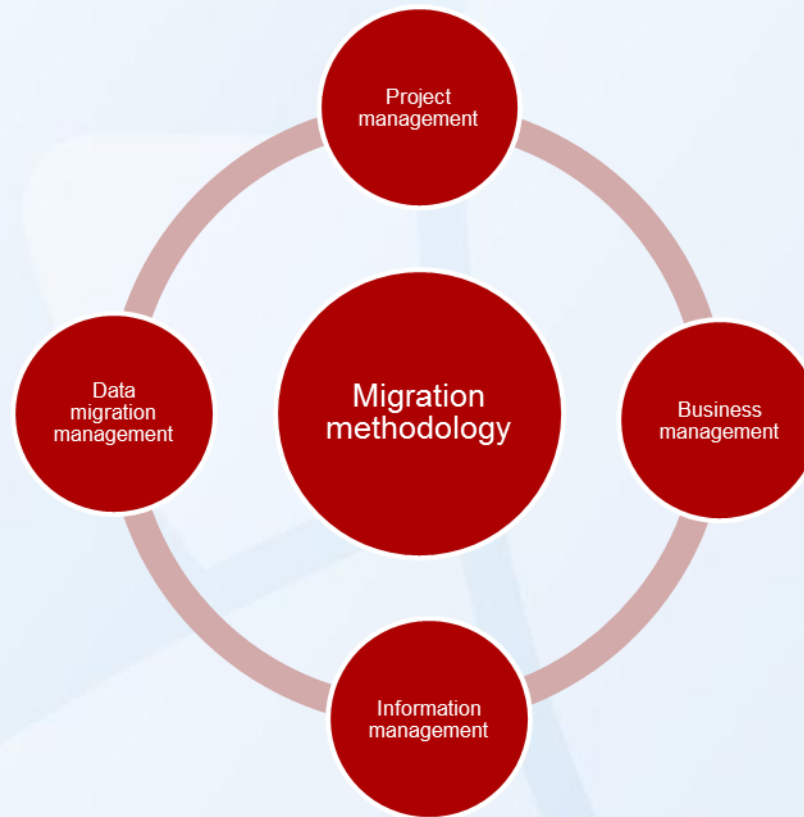 Project
management
Data
migration
management
Migration
methodology
Business
management
Information
management